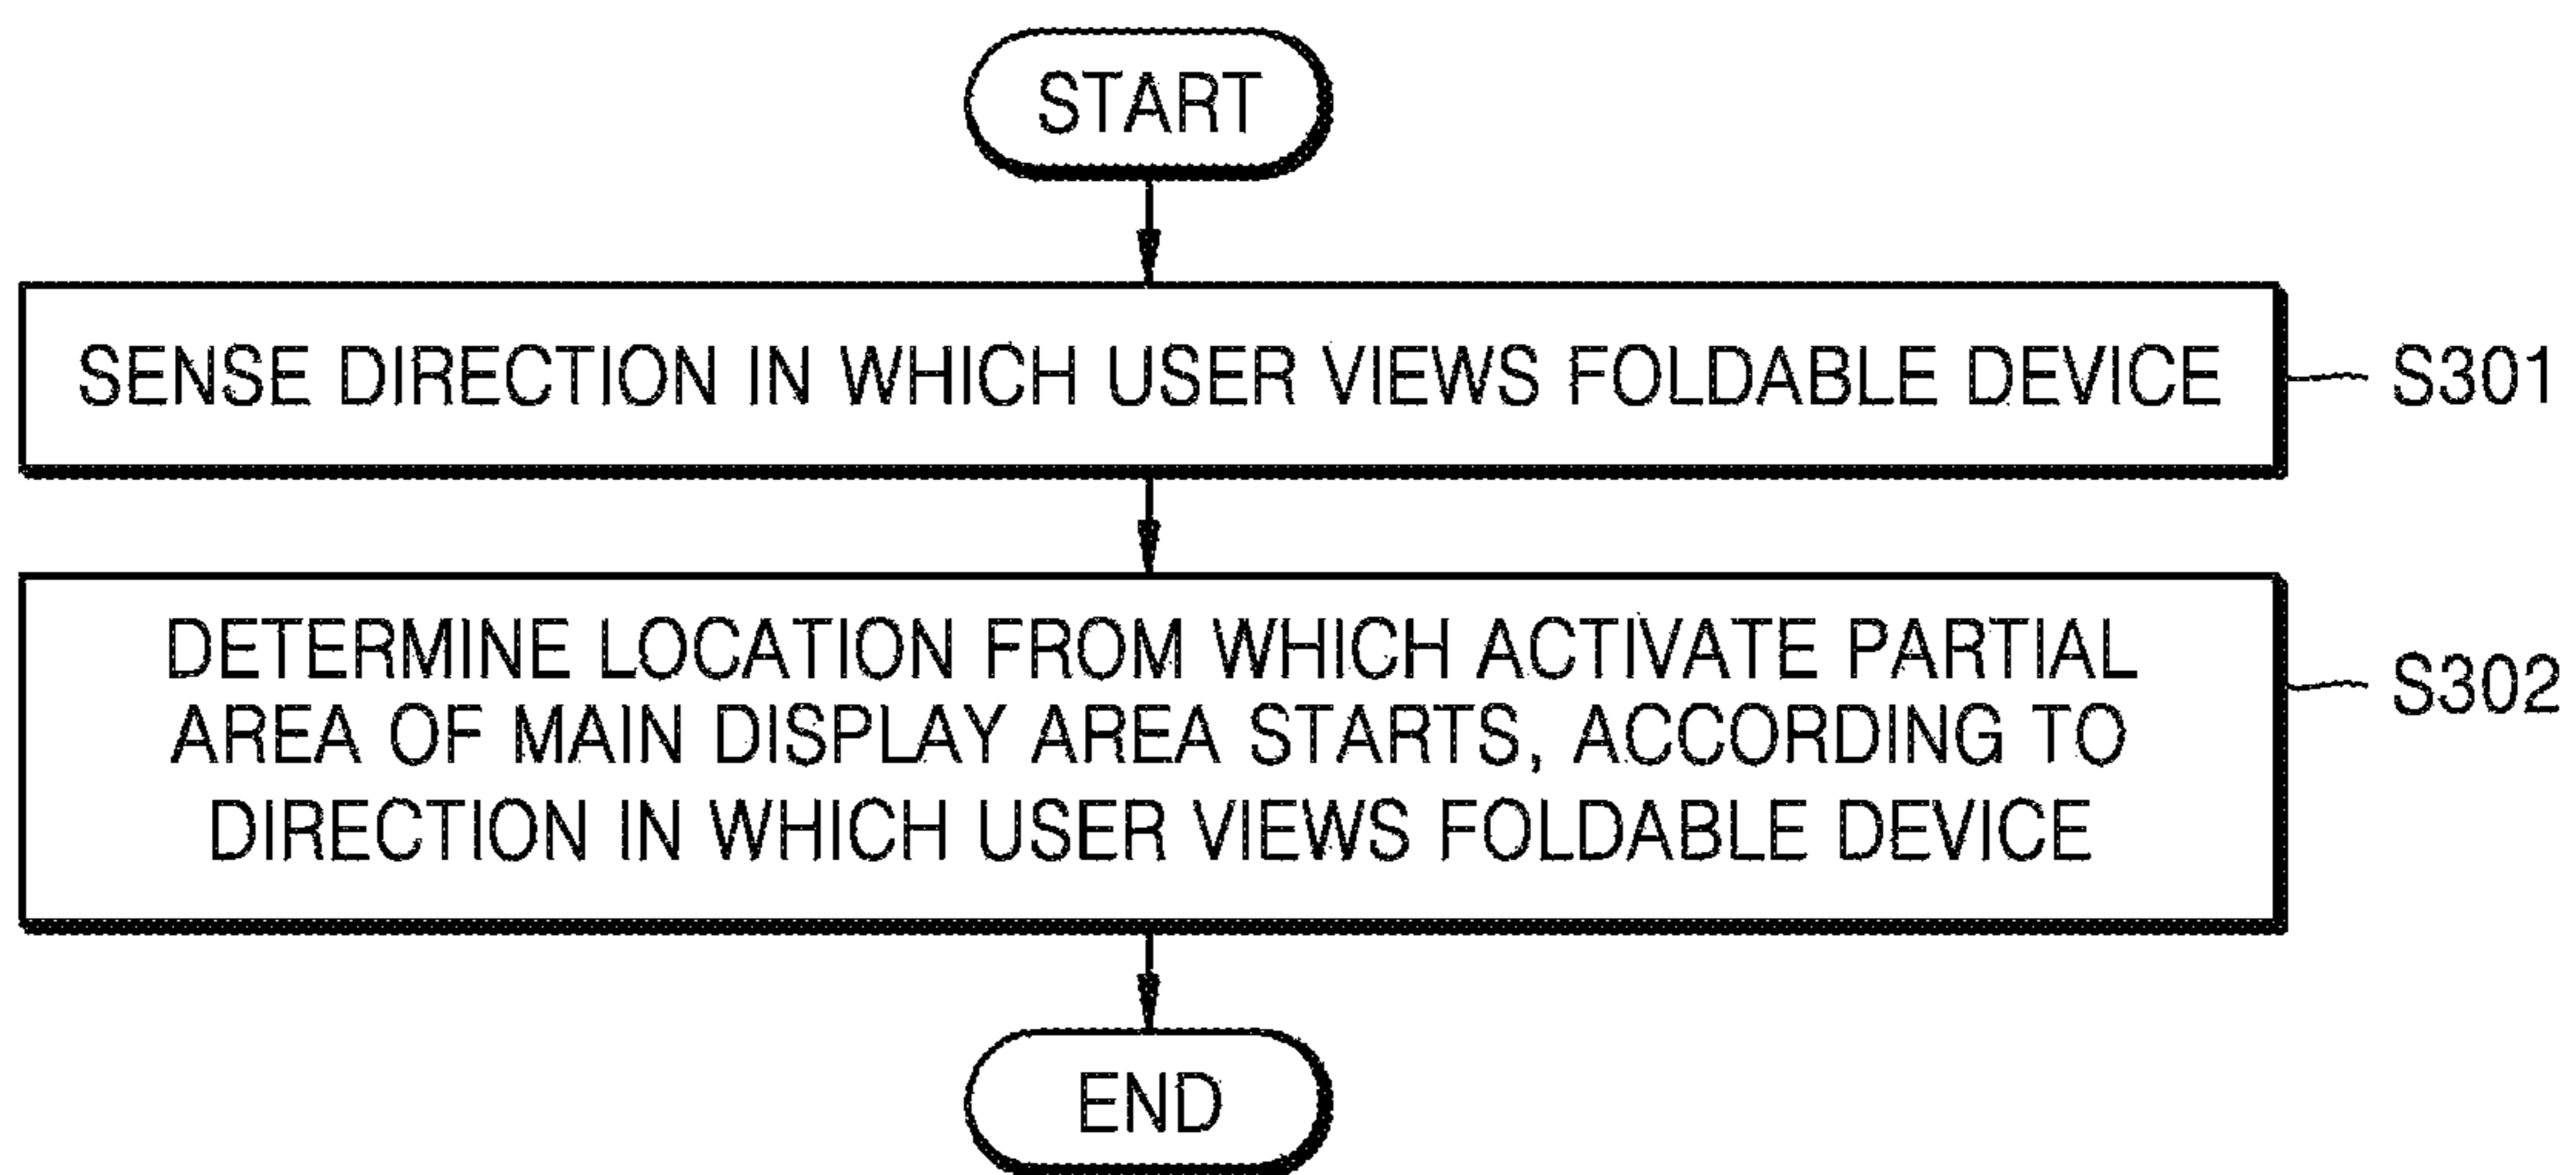 START
SENSE DIRECTION IN WHICH USER VIEWS FOLDABLE DEVICE
S301
DETERMINE LOCATION FROM WHICH ACTIVATE PARTIAL
AREA OF MAIN DISPLAY AREA STARTS, ACCORDING TO
DIRECTION IN WHICH USER VIEWS FOLDABLE DEVICE
S302
END